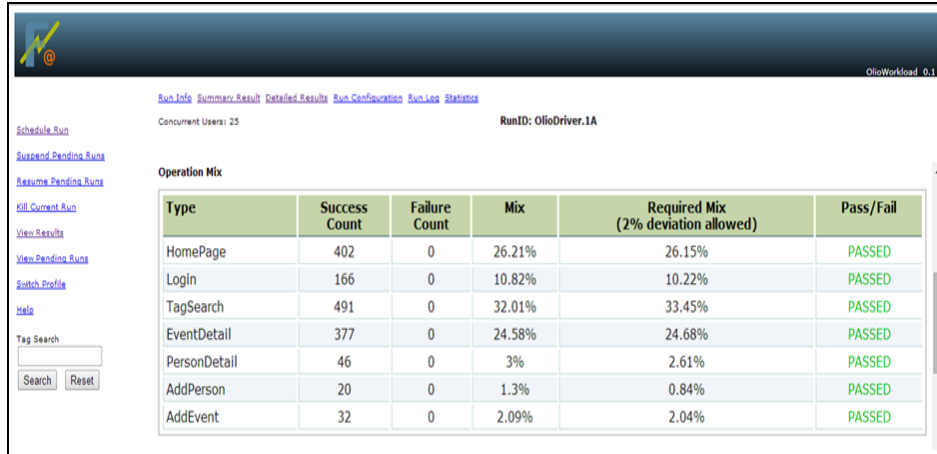 @
OlioWorkload 0.1
Run Info Summary Result Detailed Results Run Configuration Run Log Statistics
Concurrent Users: 25 RunID: OlioDriver.1A
Schedule Run
Suspend Pending Runs
Resume Pending Runs
Kill Current Run
View Results
View Pending Runs
Switch Profile
Help
Tag Search
Search Reset
Operation Mix
Type Success Count Failure Count Mix Required Mix (2% deviation allowed) Pass/Fail
HomePage 402 0 26.21% 26.15% PASSED
Login 166 0 10.82% 10.22% PASSED
TagSearch 491 0 32.01% 33.45% PASSED
EventDetail 377 0 24.58% 24.68% PASSED
PersonDetail 46 0 3% 2.61% PASSED
AddPerson 20 0 1.3% 0.84% PASSED
AddEvent 32 0 2.09% 2.04% PASSED